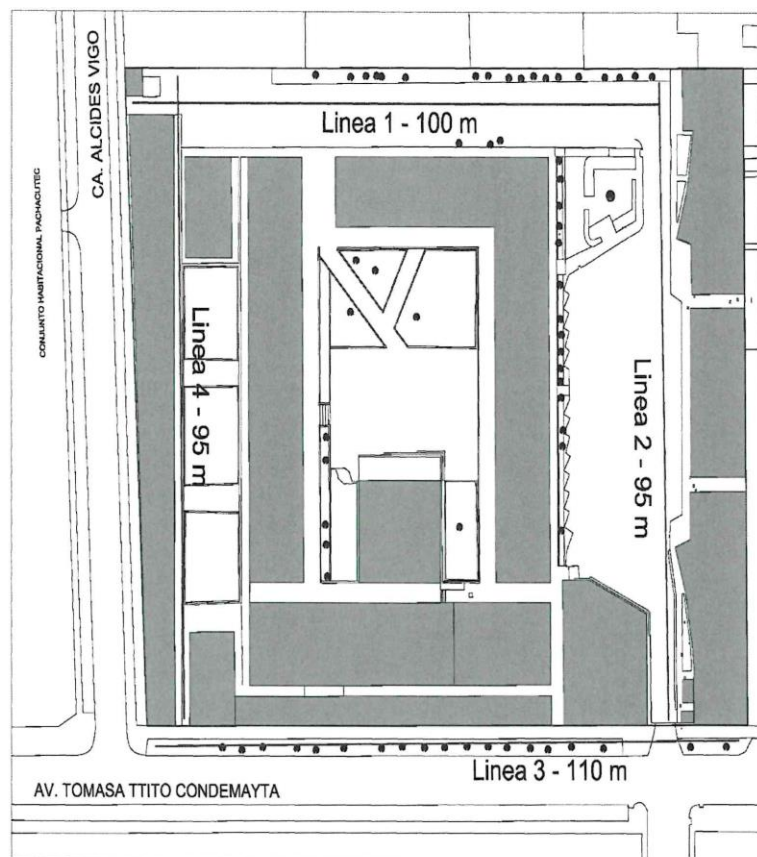 CA. ALCIDES VIGO
CONJUNTO HABITACIONAL PACHACUTEC
Linea 1 - 100 m
Linea 4 - 95 m
Linea 2 - 95 m
Linea 3 - 110 m
AV. TOMASA TTITO CONDEMAYTA